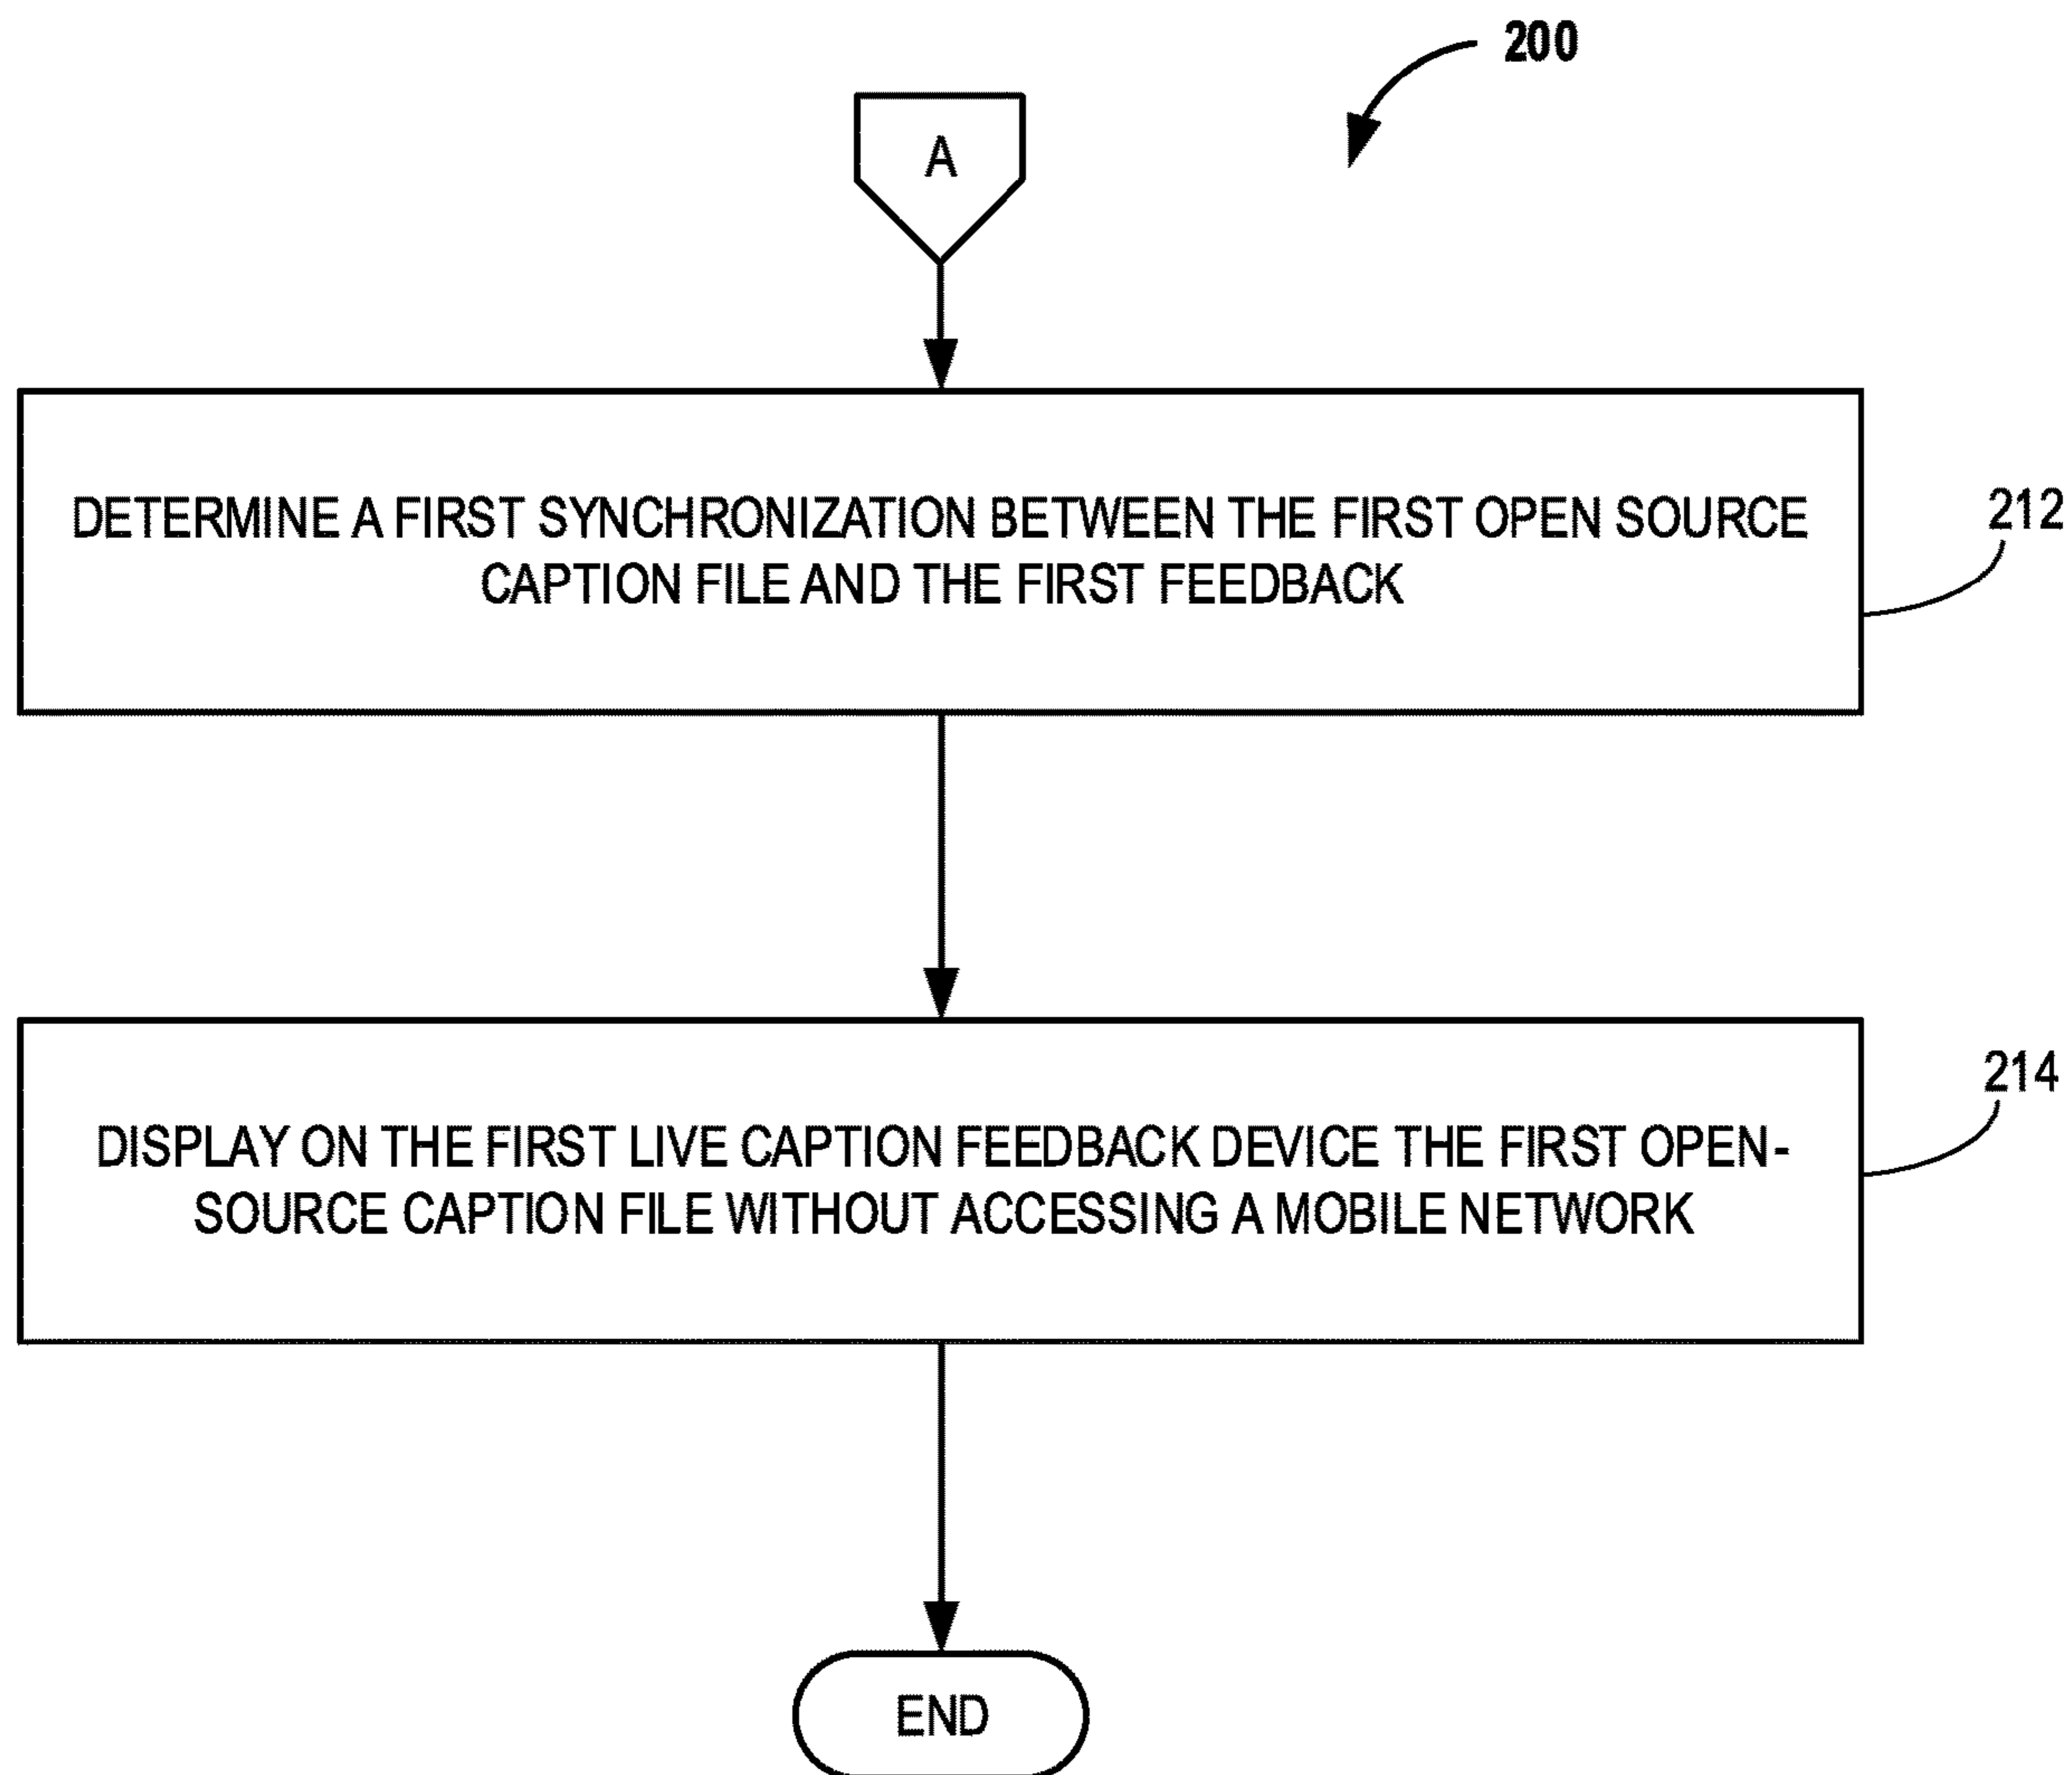 200
A
DETERMINE A FIRST SYNCHRONIZATION BETWEEN THE FIRST OPEN SOURCE
CAPTION FILE AND THE FIRST FEEDBACK
212
DISPLAY ON THE FIRST LIVE CAPTION FEEDBACK DEVICE THE FIRST OPEN-
SOURCE CAPTION FILE WITHOUT ACCESSING A MOBILE NETWORK
214
END